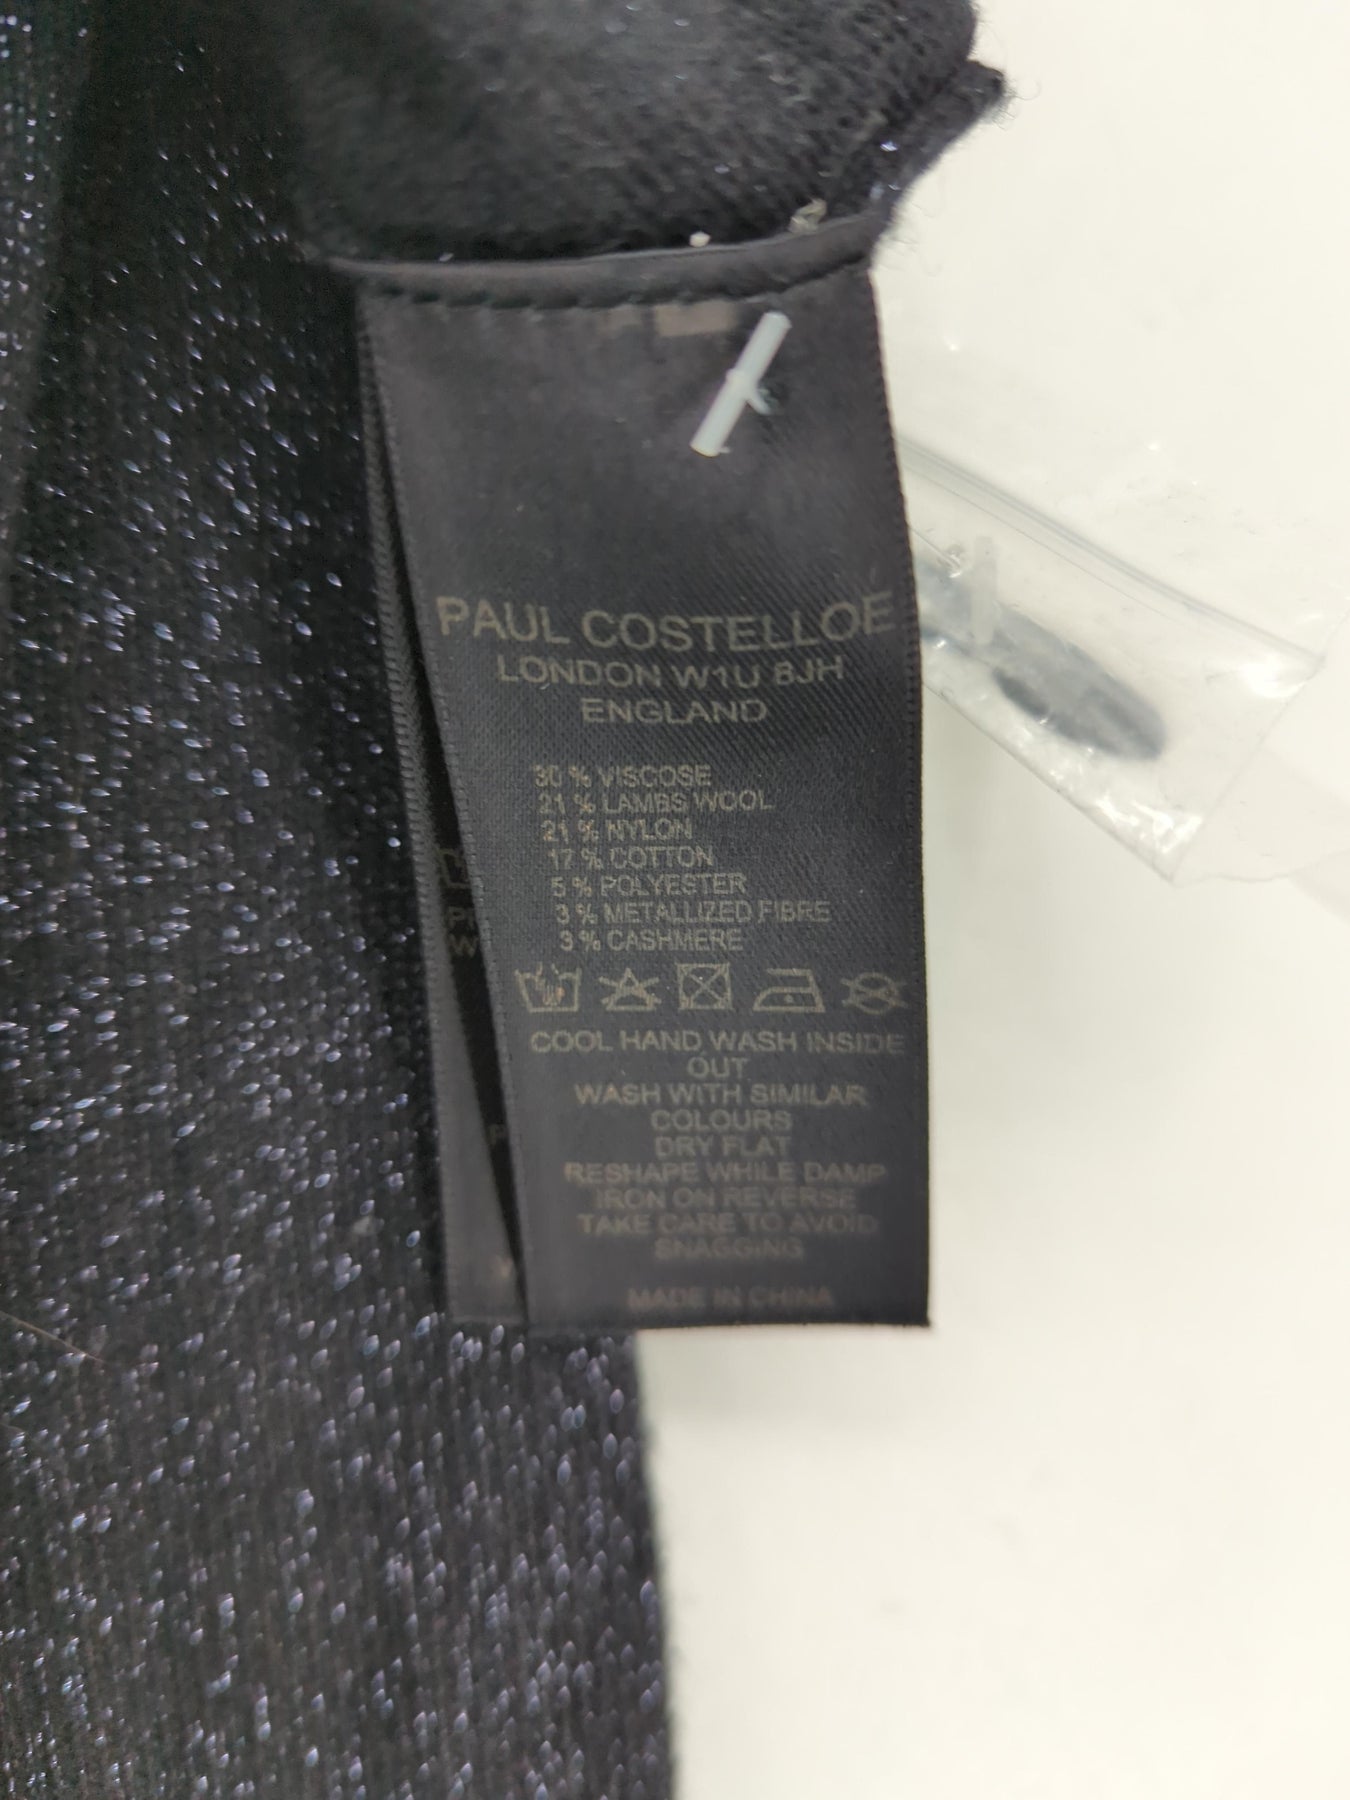 PAUL COSTELLOE
LONDON W1U 8JH
ENGLAND
30 % VISCOSE
21 % LAMBS WOOL
21 % NYLON
17 % COTTON
5 % POLYESTER
3 % METALLIZED FIBRE
3 % CASHMERE
COOL HAND WASH INSIDE
OUT
WASH WITH SIMILAR
COLOURS
DRY FLAT
RESHAPE WHILE DAMP
IRON ON REVERSE
TAKE CARE TO AVOID
SNAGGING
MADE IN CHINA